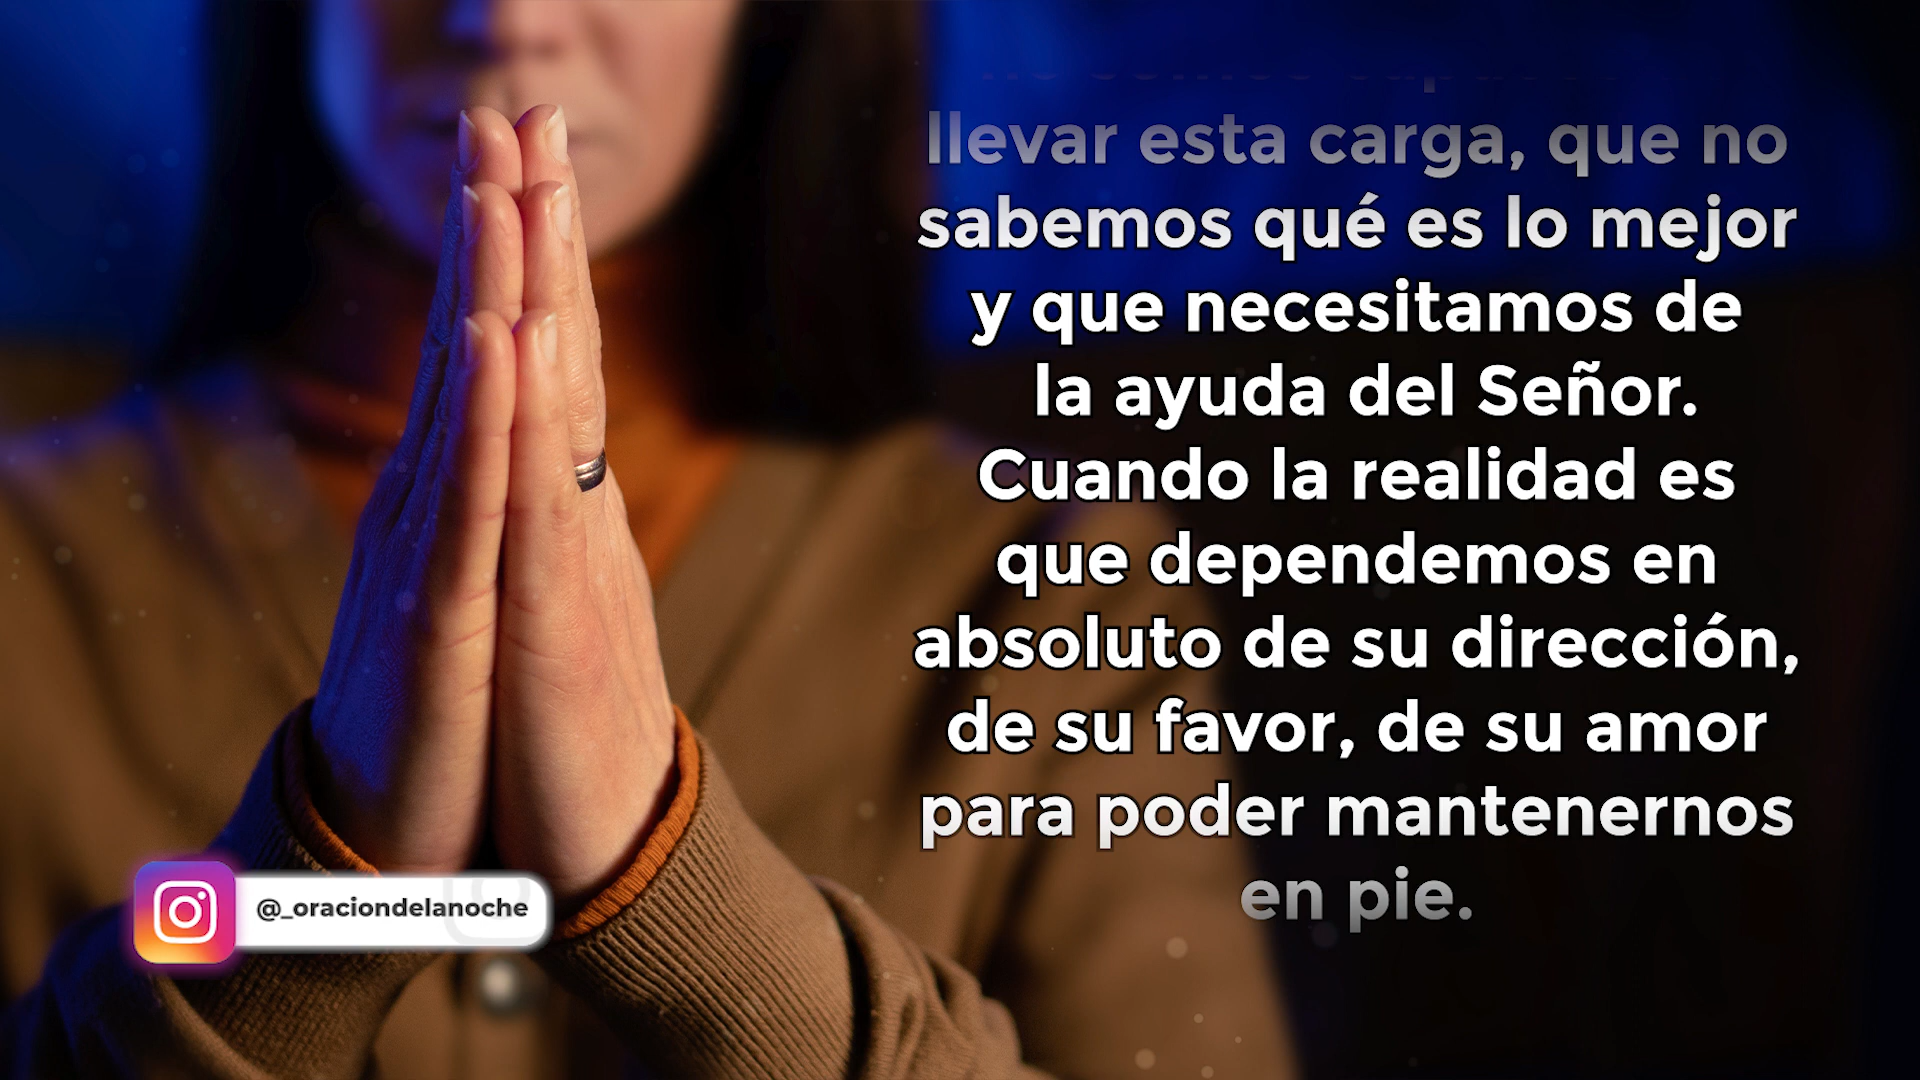 llevar esta carga, que no
sabemos qué es lo mejor
y que necesitamos de
la ayuda del Señor.
Cuando la realidad es
que dependemos en
absoluto de su dirección,
de su favor, de su amor
para poder mantenernos
en pie.
@_oraciondelanoche